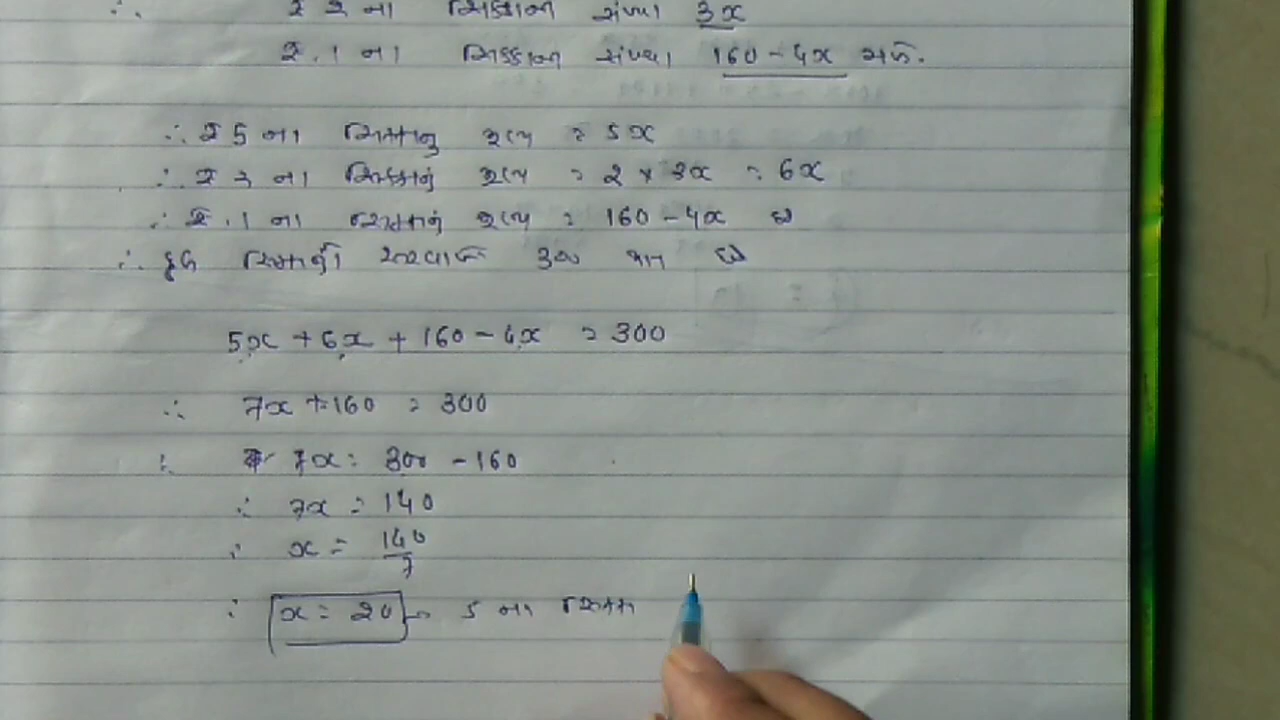 ∴ રૂ 2 ના સિક્કાની સંખ્યા 3x
રૂ. 1 ના સિક્કાની સંખ્યા 160 - 4x થશે.
∴ રૂ 5 ના સિક્કાનું મૂલ્ય = 5x
∴ રૂ 2 ના સિક્કાનું મૂલ્ય = 2 × 3x = 6x
∴ રૂ. 1 ના સિક્કાનું મૂલ્ય = 160 - 4x છે
∴ કુલ સિક્કાની 300 છે
5x + 6x + 160 - 4x = 300
∴ 7x + 160 = 300
∴ 7x = 300 - 160
∴ 7x = 140
∴ x = 140/7
∴ x = 20 → 5 ના સિક્કા